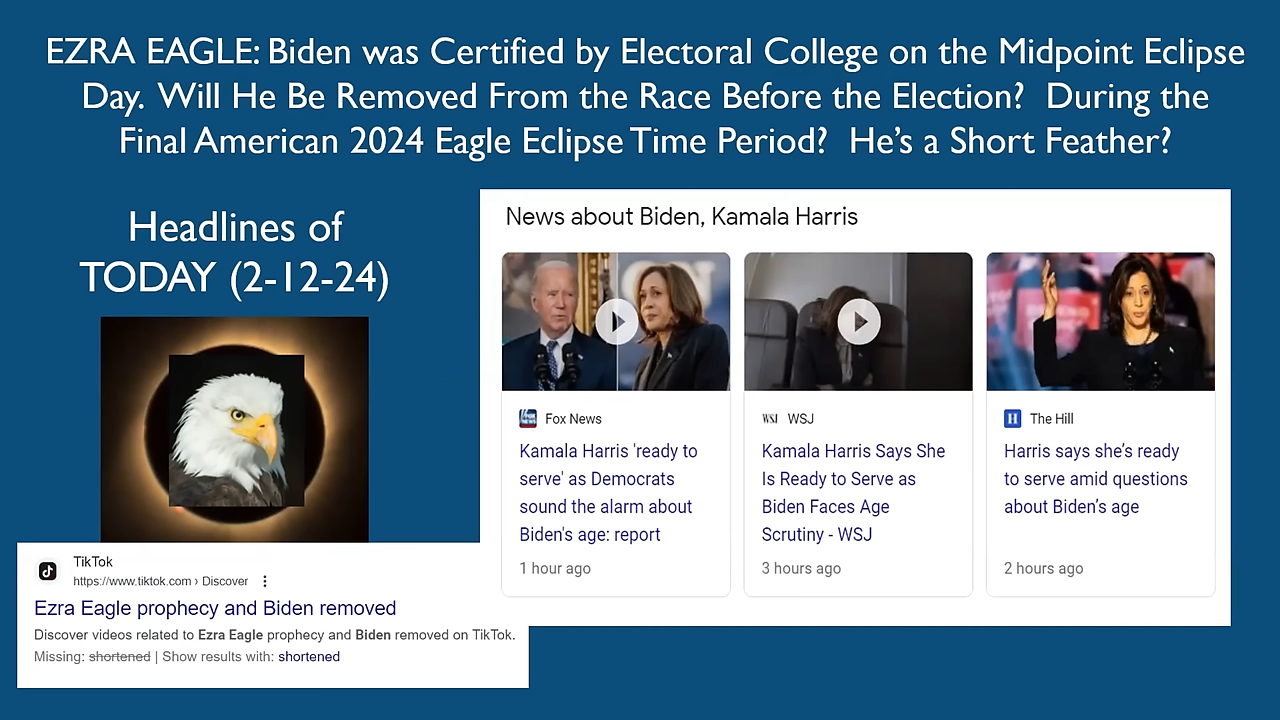 EZRA EAGLE: Biden was Certified by Electoral College on the Midpoint Eclipse
Day. Will He Be Removed From the Race Before the Election? During the
Final American 2024 Eagle Eclipse Time Period? He's a Short Feather?
Headlines of
TODAY (2-12-24)
News about Biden, Kamala Harris
Fox News
Kamala Harris 'ready to
serve' as Democrats
sound the alarm about
Biden's age: report
1 hour ago
WSJ
WSJ
Kamala Harris Says She
Is Ready to Serve as
Biden Faces Age
Scrutiny - WSJ
3 hours ago
H
The Hill
Harris says she’s ready
to serve amid questions
about Biden’s age
2 hours ago
TikTok
https://www.tiktok.com › Discover
Ezra Eagle prophecy and Biden removed
Discover videos related to Ezra Eagle prophecy and Biden removed on TikTok.
Missing: shortened | Show results with: shortened